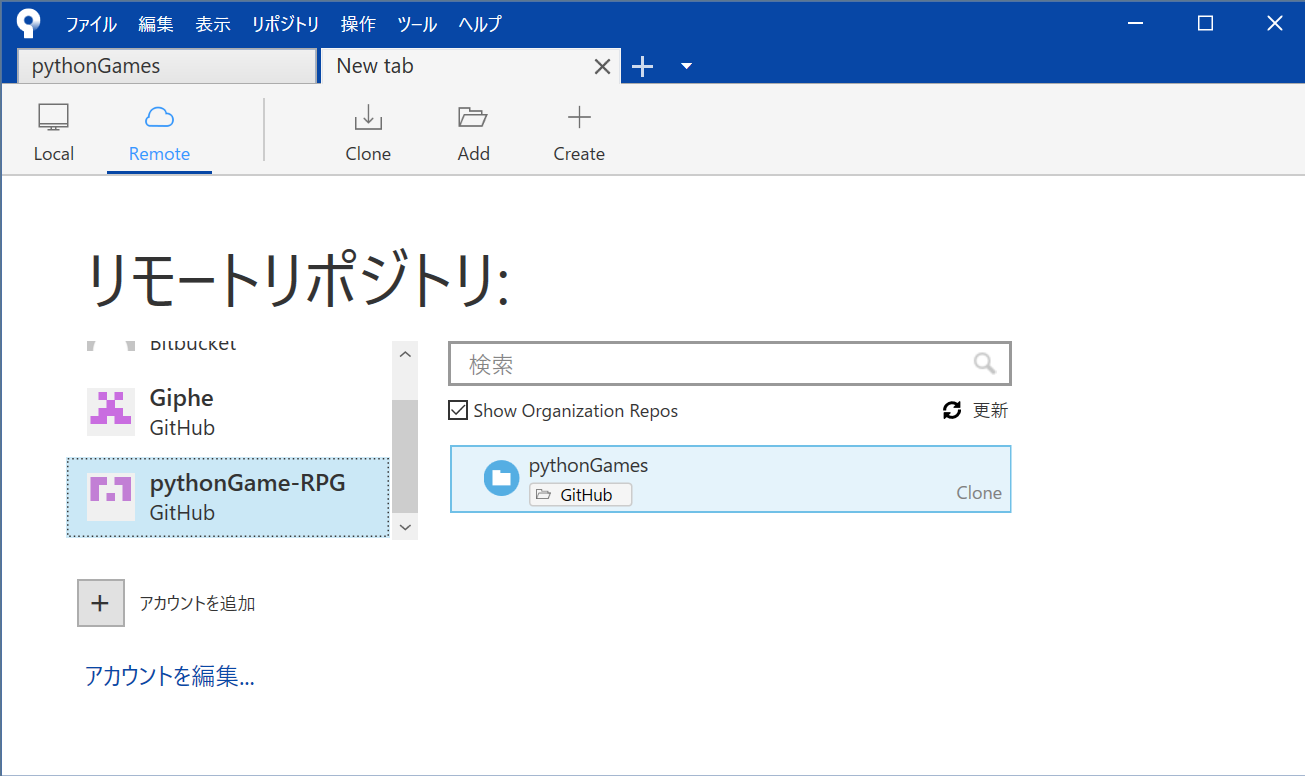 ファイル 編集 表示 リポジトリ 操作 ツール ヘルプ
pythonGames New tab
Local Remote Clone Add Create
リモートリポジトリ:
Bitbucket
Giphe
GitHub
pythonGame-RPG
GitHub
アカウントを追加
アカウントを編集...
検索
Show Organization Repos 更新
pythonGames
GitHub
Clone